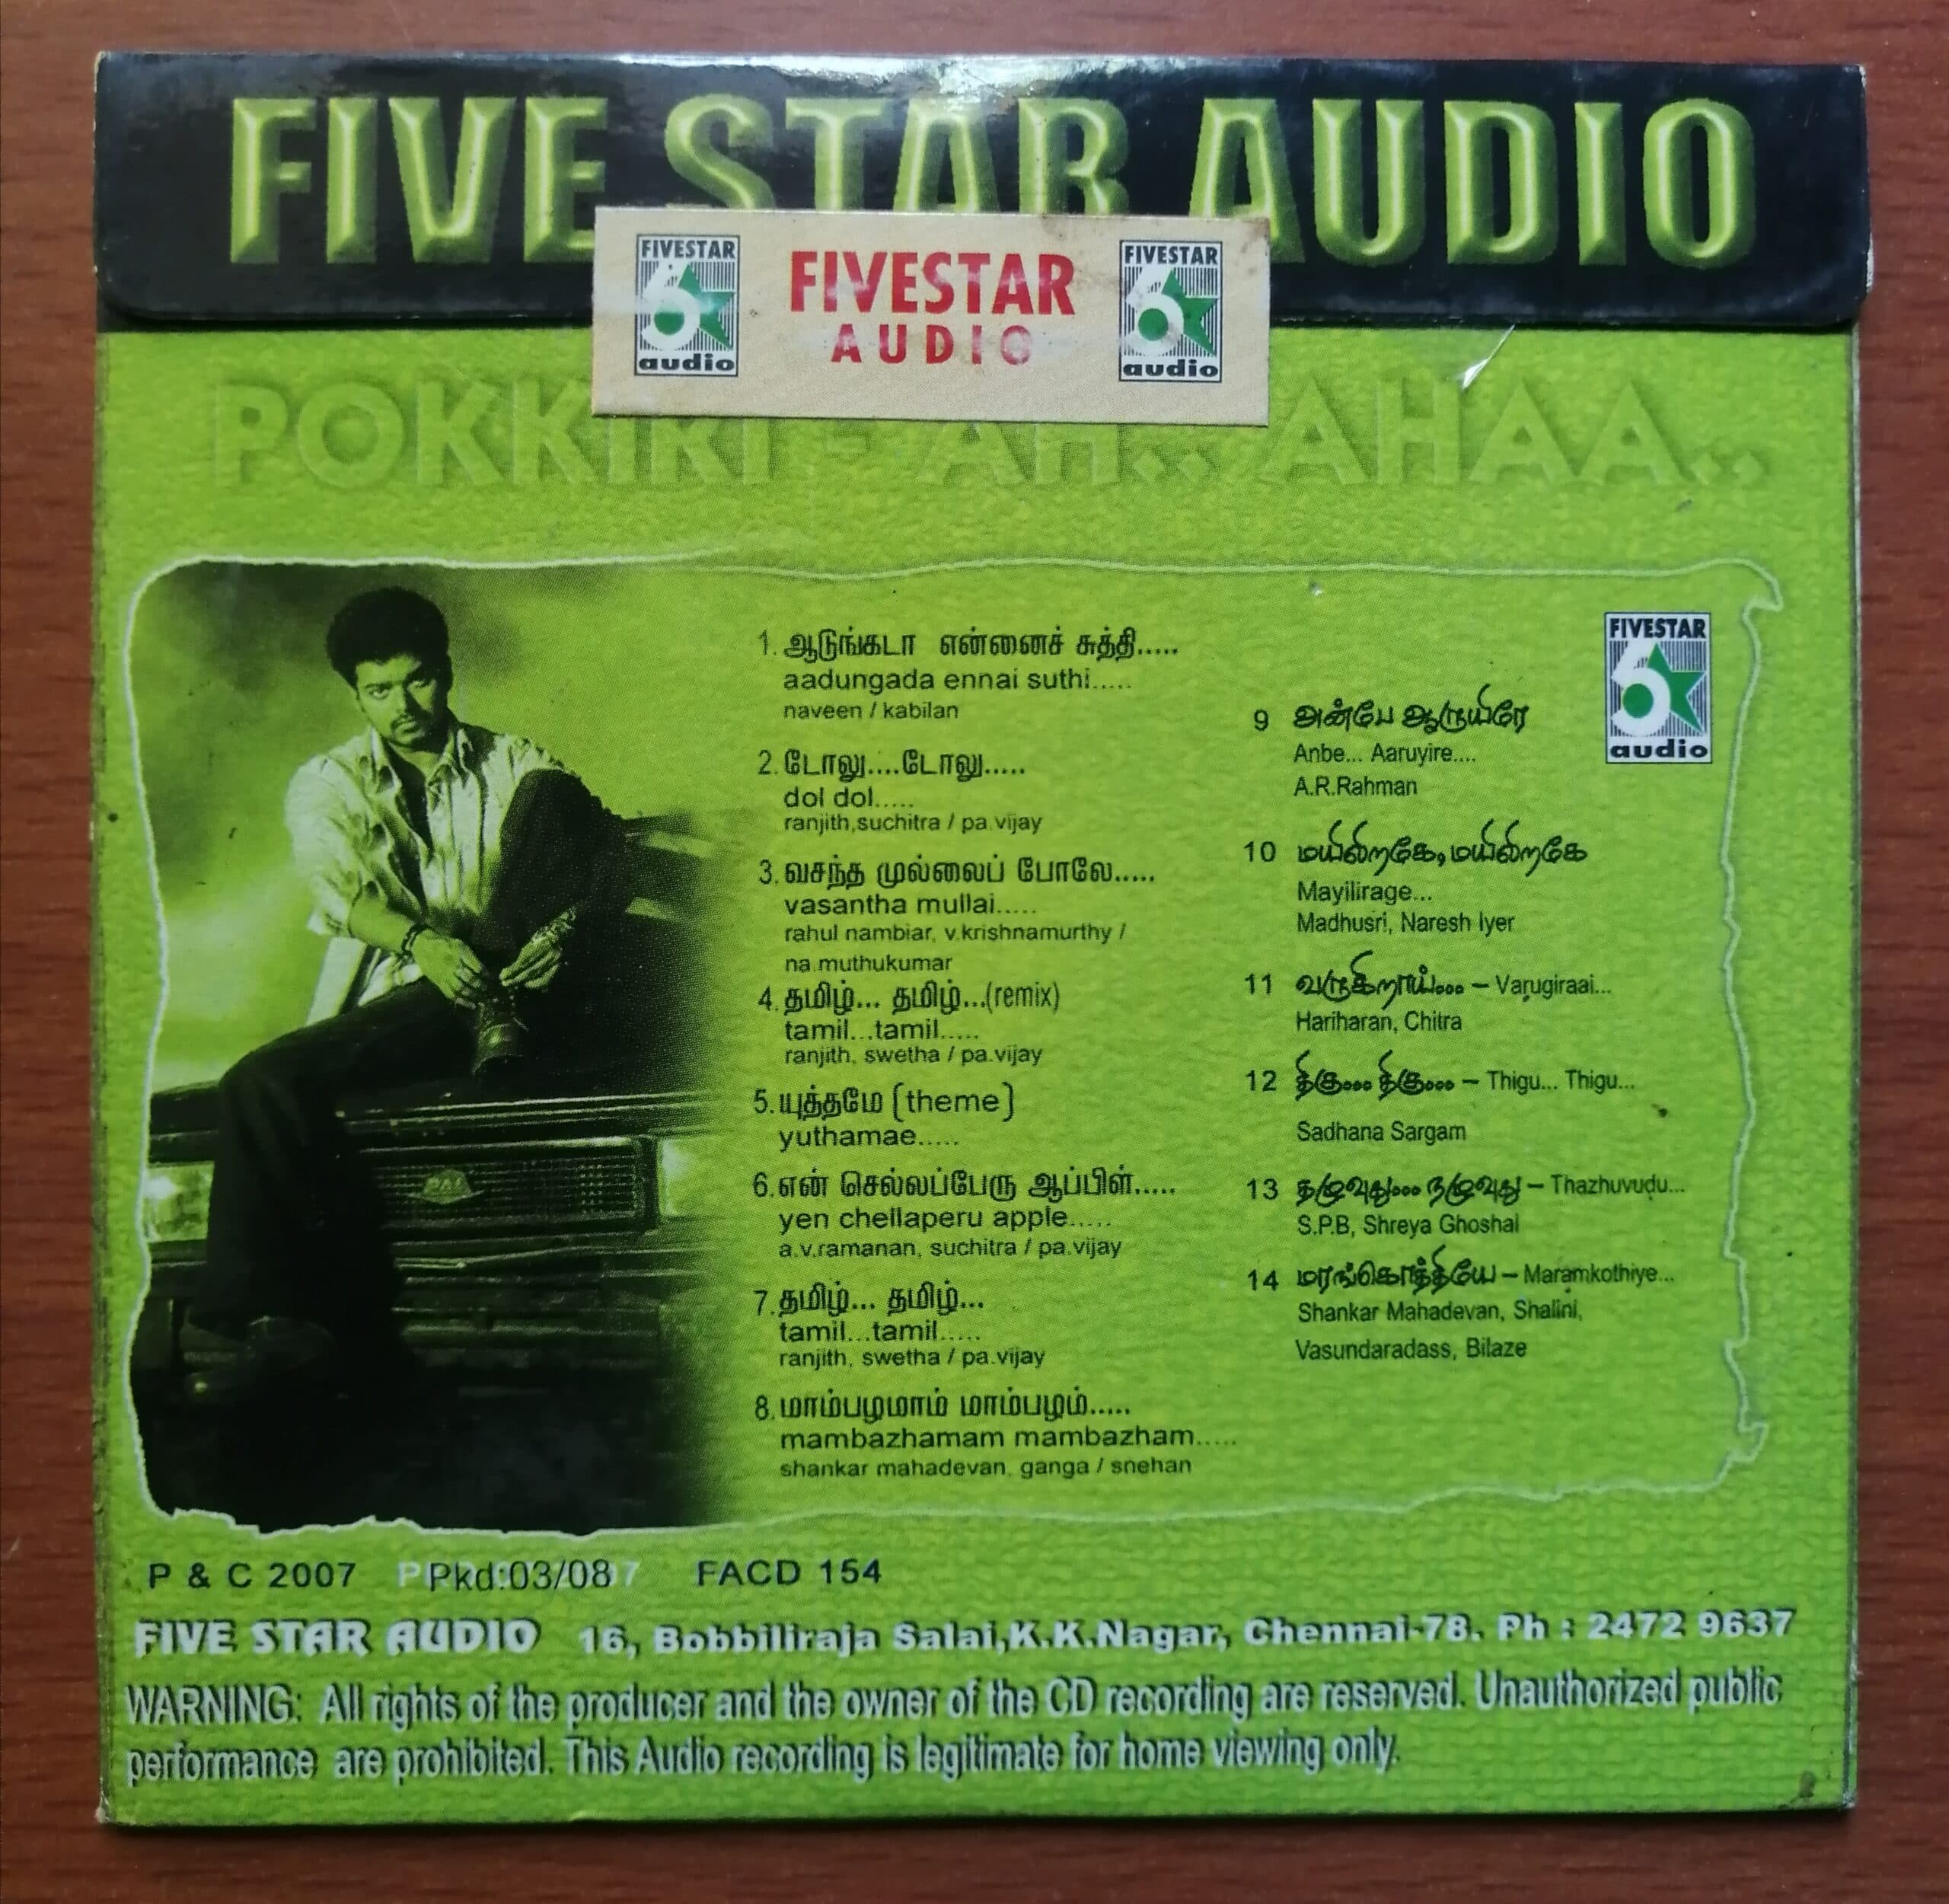 FIVE STAR AUDIO
FIVESTAR
audio
FIVESTAR
AUDIO
FIVESTAR
audio
POKKIRI - AH.. AHAA..
1. ஆடுங்கடா என்னைச் சுத்தி.....
aadungada ennai suthi.....
naveen / kabilan
2. டோலு....டோலு.....
dol dol.....
ranjith,suchitra / pa.vijay
3. வசந்த முல்லைப் போலே.....
vasantha mullai.....
rahul nambiar, v.krishnamurthy /
na.muthukumar
4. தமிழ்... தமிழ்...(remix)
tamil...tamil.....
ranjith, swetha / pa.vijay
5. யுத்தமே (theme)
yuthamae.....
6. என் செல்லப்பேரு ஆப்பிள்.....
yen chellaperu apple.....
a.v.ramanan, suchitra / pa.vijay
7. தமிழ்... தமிழ்...
tamil...tamil.....
ranjith, swetha / pa.vijay
8. மாம்பழமாம் மாம்பழம்.....
mambazhamam mambazham.....
shankar mahadevan, ganga / snehan
FIVESTAR
audio
9 அன்பே ஆருயிரே
Anbe... Aaruyire....
A.R.Rahman
10 மயிலிறகே, மயிலிறகே
Mayilirage...
Madhusri, Naresh Iyer
11 வருகிறாய்... – Varugiraai...
Hariharan, Chitra
12 திகு... திகு... – Thigu... Thigu...
Sadhana Sargam
13 தழுவுது... நழுவுது – Thazhuvudu...
S.P.B, Shreya Ghoshal
14 மரங்கொத்தியே – Maramkothiye...
Shankar Mahadevan, Shalini,
Vasundaradass, Bilaze
P & C 2007 Pkd:03/08 FACD 154
FIVE STAR AUDIO 16, Bobbiliraja Salai,K.K.Nagar, Chennai-78. Ph : 2472 9637
WARNING: All rights of the producer and the owner of the CD recording are reserved. Unauthorized public
performance are prohibited. This Audio recording is legitimate for home viewing only.